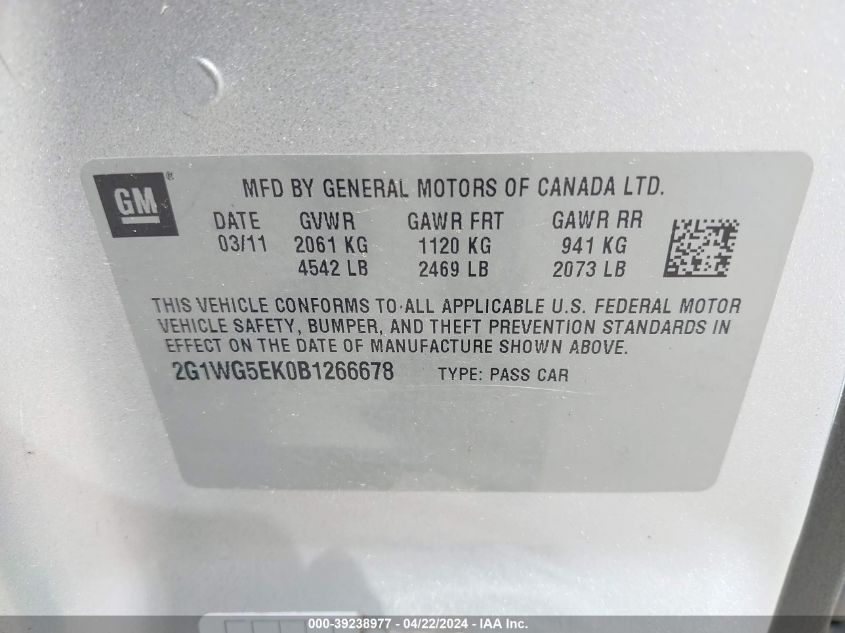 GM®
MFD BY GENERAL MOTORS OF CANADA LTD.
DATE GVWR GAWR FRT GAWR RR
03/11 2061 KG 1120 KG 941 KG
4542 LB 2469 LB 2073 LB
THIS VEHICLE CONFORMS TO ALL APPLICABLE U.S. FEDERAL MOTOR
VEHICLE SAFETY, BUMPER, AND THEFT PREVENTION STANDARDS IN
EFFECT ON THE DATE OF MANUFACTURE SHOWN ABOVE.
2G1WG5EK0B1266678 TYPE: PASS CAR
000-39238977 - 04/22/2024 - IAA Inc.